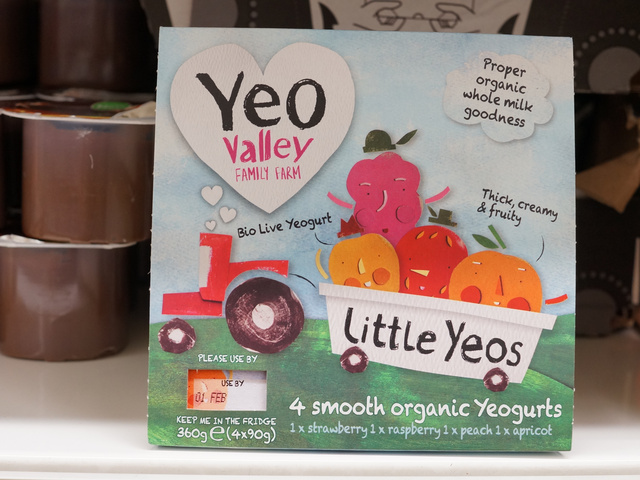 Yeo
Valley
FAMILY FARM
Proper
organic
whole milk
goodness
Bio Live Yeogurt
Thick, creamy
& fruity
Little Yeos
PLEASE USE BY
USE BY
01 FEB
KEEP ME IN THE FRIDGE
360g e (4x90g)
4 smooth organic Yeogurts
1 x strawberry 1 x raspberry 1 x peach 1 x apricot